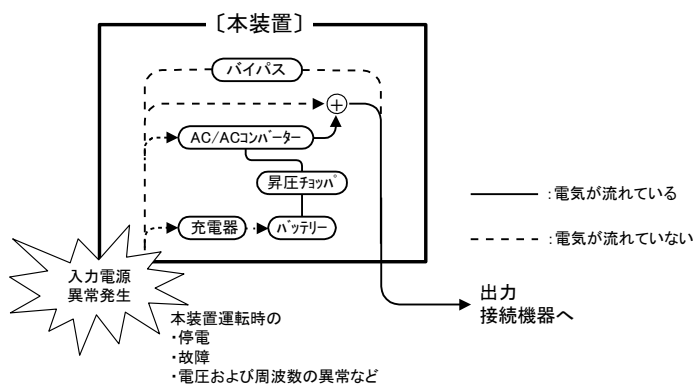 〔本装置〕
バイパス
+
AC/ACコンバーター
昇圧チョッパ
充電器
バッテリー
:電気が流れている
:電気が流れていない
入力電源
異常発生
出力
接続機器へ
本装置運転時の
・停電
・故障
・電圧および周波数の異常など